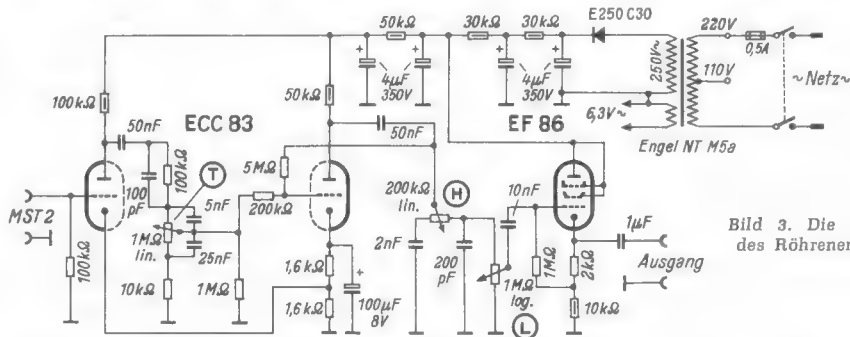 50kΩ
30kΩ
30kΩ
E250 C30
220V
0,5A
110V
250V~
~Netz~
4µF
350V
4µF
350V
6,3V~
Engel NT M5a
100kΩ
50kΩ
ECC 83
EF 86
50nF
50nF
100
pF
100kΩ
T
5nF
5MΩ
200kΩ
200kΩ
lin.
H
10nF
MST2
1MΩ
lin.
25nF
2nF
200
pF
1MΩ
log.
L
1MΩ
2kΩ
1µF
Ausgang
100kΩ
10kΩ
1MΩ
1,6kΩ
1,6kΩ
100µF
8V
10kΩ
Bild 3. Die
des Röhrener